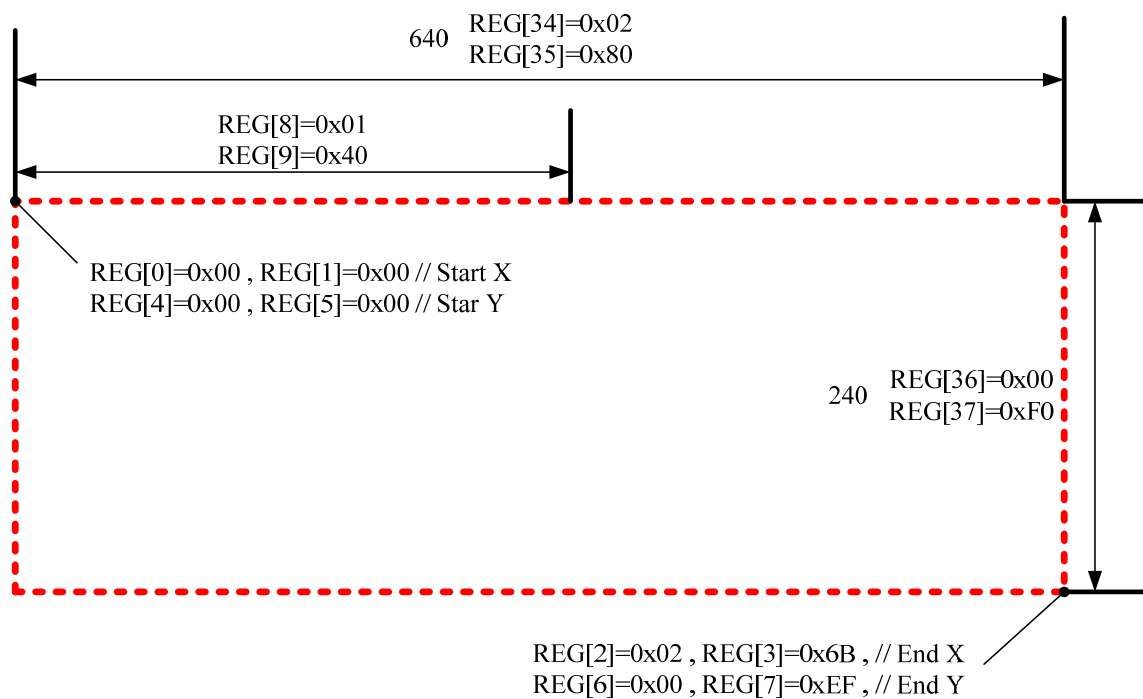 640
REG[34]=0x02
REG[35]=0x80
REG[8]=0x01
REG[9]=0x40
REG[0]=0x00 , REG[1]=0x00 // Start X
REG[4]=0x00 , REG[5]=0x00 // Star Y
240
REG[36]=0x00
REG[37]=0xF0
REG[2]=0x02 , REG[3]=0x6B , // End X
REG[6]=0x00 , REG[7]=0xEF , // End Y